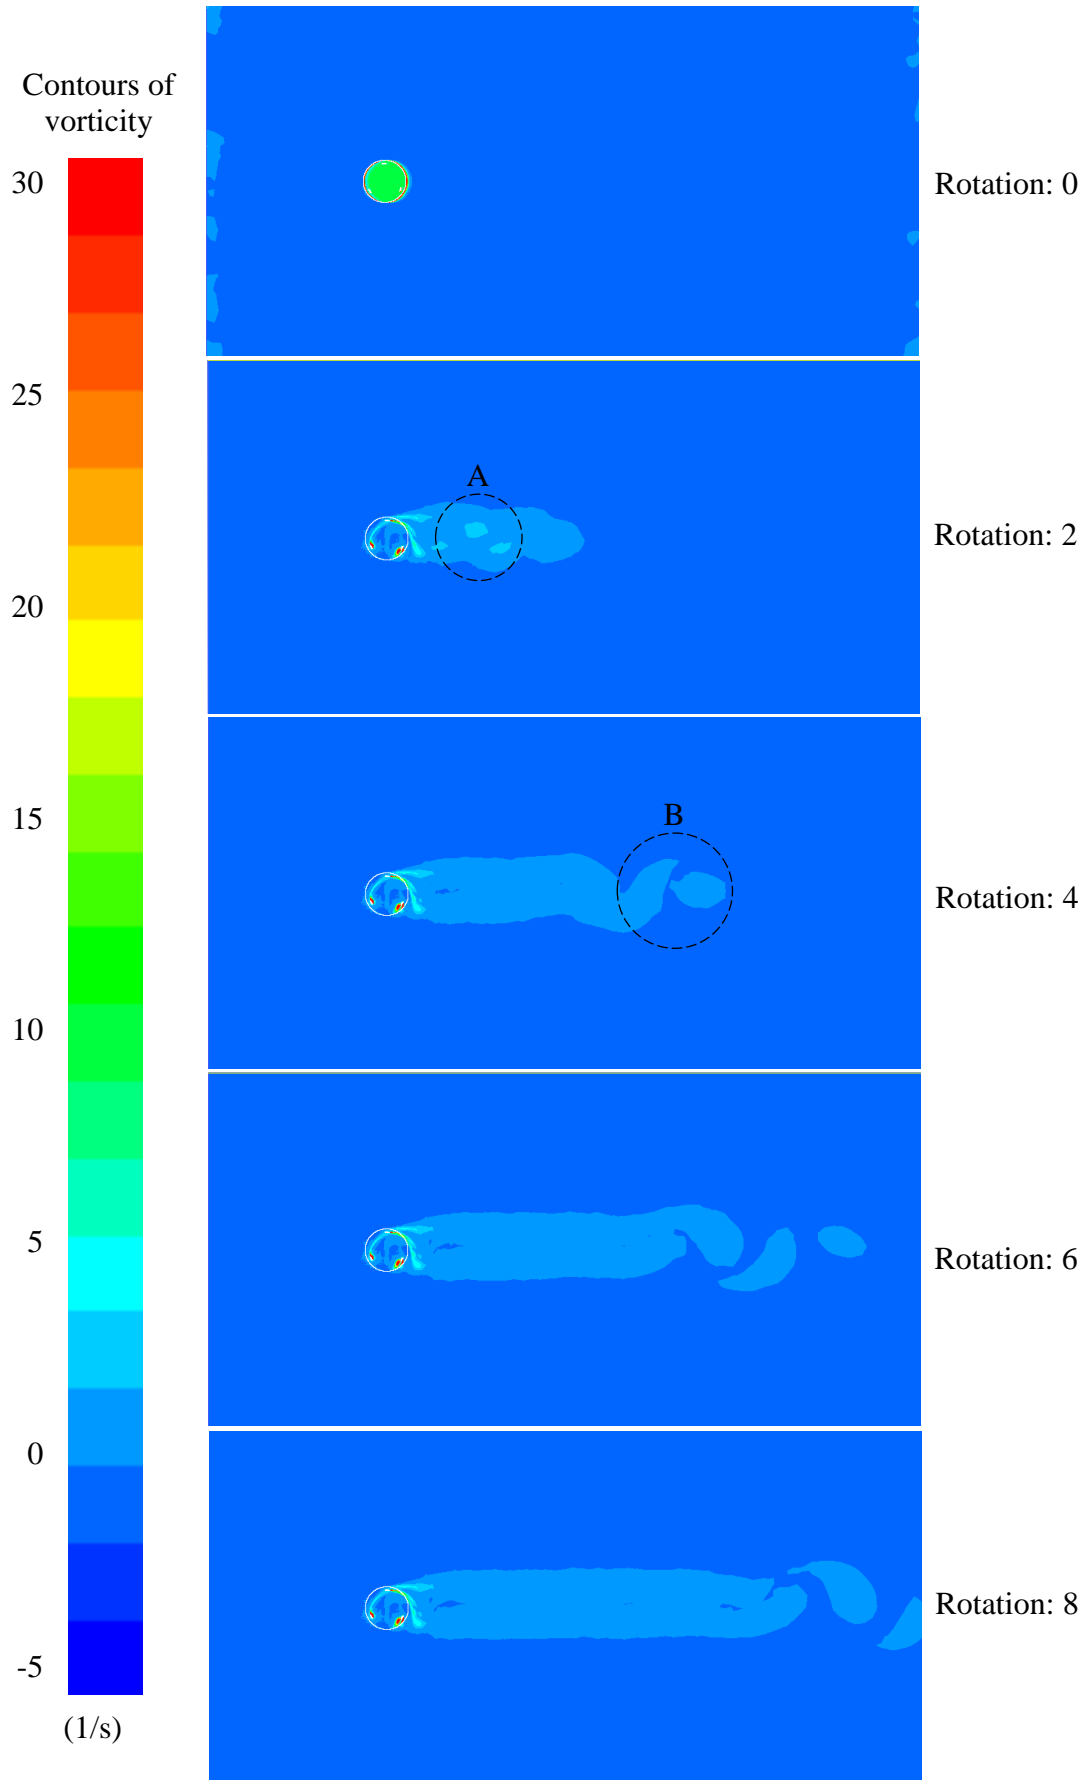 Contours of
vorticity
30
25
20
15
10
5
0
-5
(1/s)
Rotation: 0
A
Rotation: 2
B
Rotation: 4
Rotation: 6
Rotation: 8